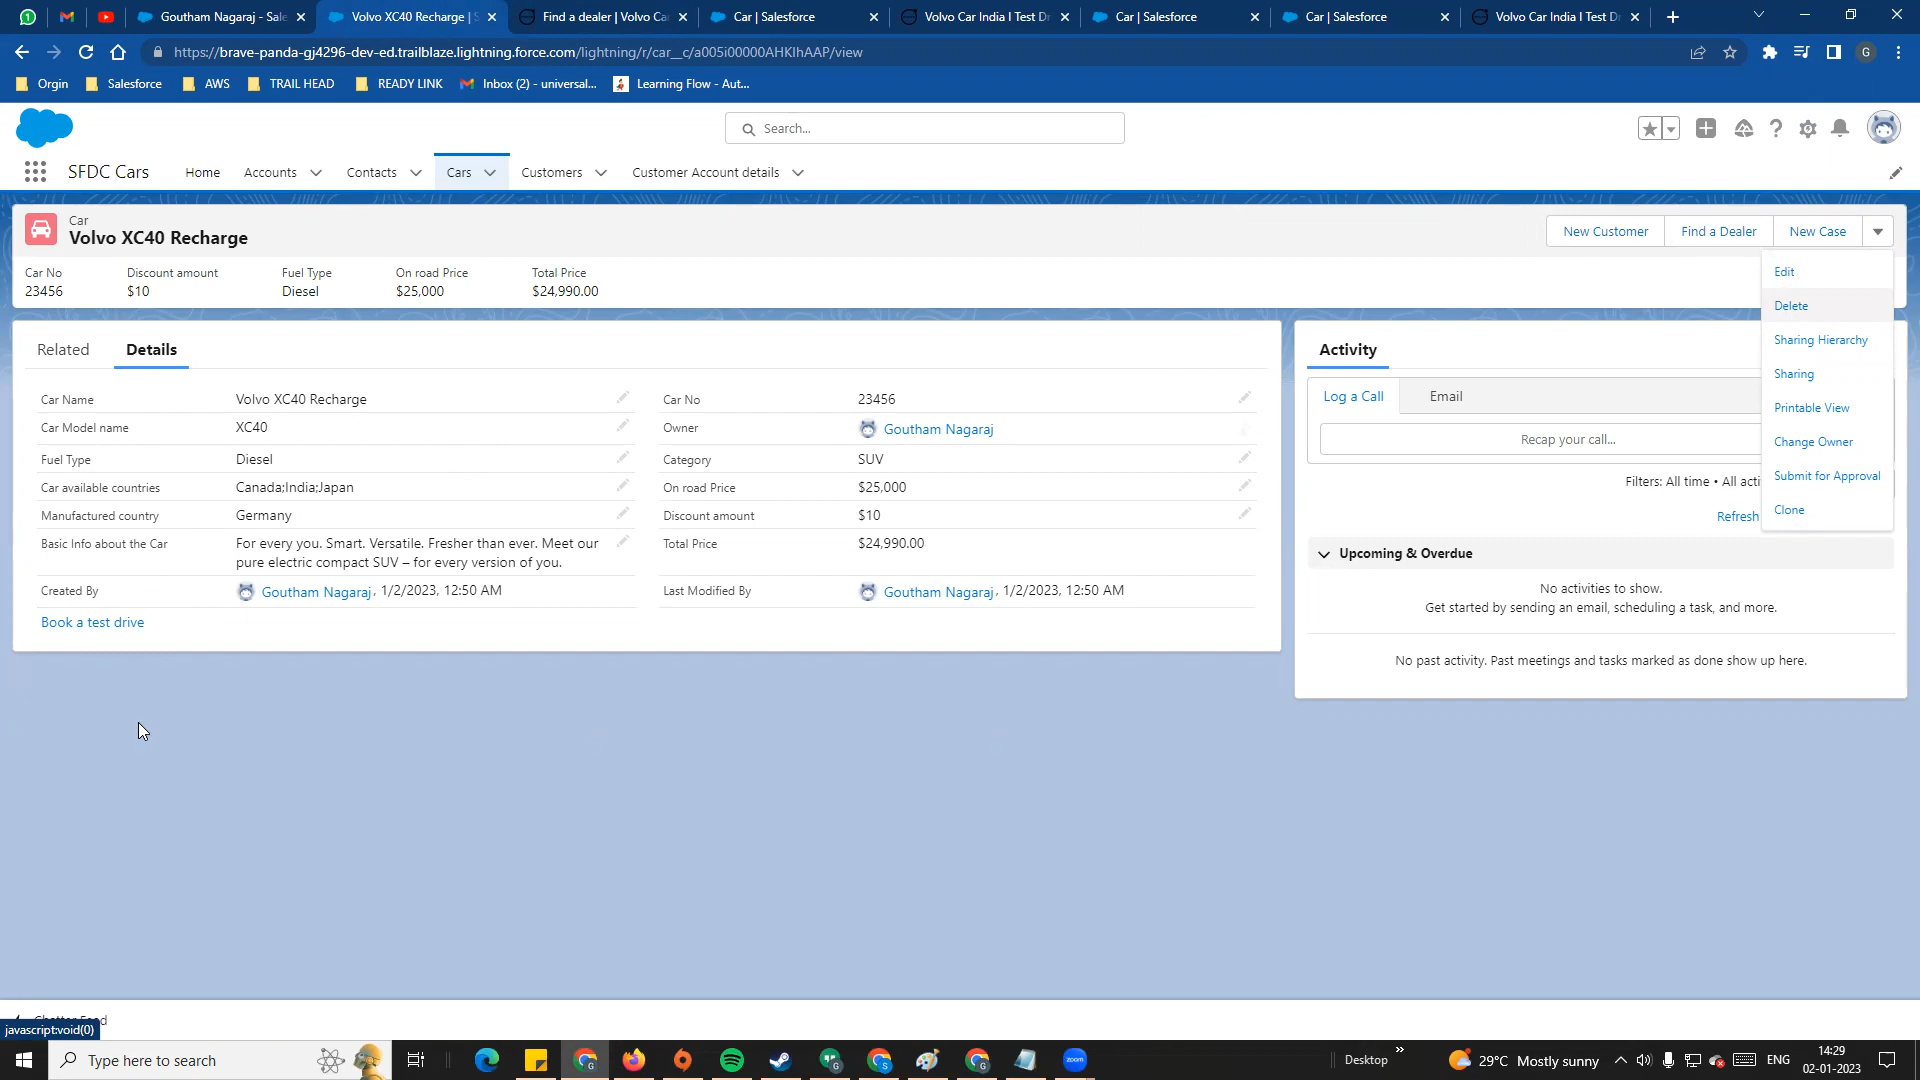 Goutham Nagaraj - Sale
Volvo XC40 Recharge | S
Find a dealer | Volvo Ca
Car | Salesforce
Volvo Car India I Test Dr
Car | Salesforce
Car | Salesforce
Volvo Car India I Test D
https://brave-panda-gj4296-dev-ed.trailblaze.lightning.force.com/lightning/r/car__c/a005i00000AHKlhAAP/view
G
Orgin
Salesforce
AWS
TRAIL HEAD
READY LINK
Inbox (2) - universal...
Learning Flow - Aut...
Search...
SFDC Cars
Home
Accounts
Contacts
Cars
Customers
Customer Account details
Car
Volvo XC40 Recharge
New Customer
Find a Dealer
New Case
Car No
23456
Discount amount
$10
Fuel Type
Diesel
On road Price
$25,000
Total Price
$24,990.00
Edit
Delete
Sharing Hierarchy
Sharing
Printable View
Change Owner
Submit for Approval
Clone
Related
Details
Car Name
Volvo XC40 Recharge
Car No
23456
Car Model name
XC40
Owner
Goutham Nagaraj
Fuel Type
Diesel
Category
SUV
Car available countries
Canada;India;Japan
On road Price
$25,000
Manufactured country
Germany
Discount amount
$10
Basic Info about the Car
For every you. Smart. Versatile. Fresher than ever. Meet our
pure electric compact SUV – for every version of you.
Total Price
$24,990.00
Created By
Goutham Nagaraj, 1/2/2023, 12:50 AM
Last Modified By
Goutham Nagaraj, 1/2/2023, 12:50 AM
Book a test drive
Activity
Log a Call
Email
Recap your call...
Filters: All time • All acti
Refresh
Upcoming & Overdue
No activities to show.
Get started by sending an email, scheduling a task, and more.
No past activity. Past meetings and tasks marked as done show up here.
javascript:void(0)
Type here to search
zoom
Desktop
29°C Mostly sunny
ENG
14:29
02-01-2023